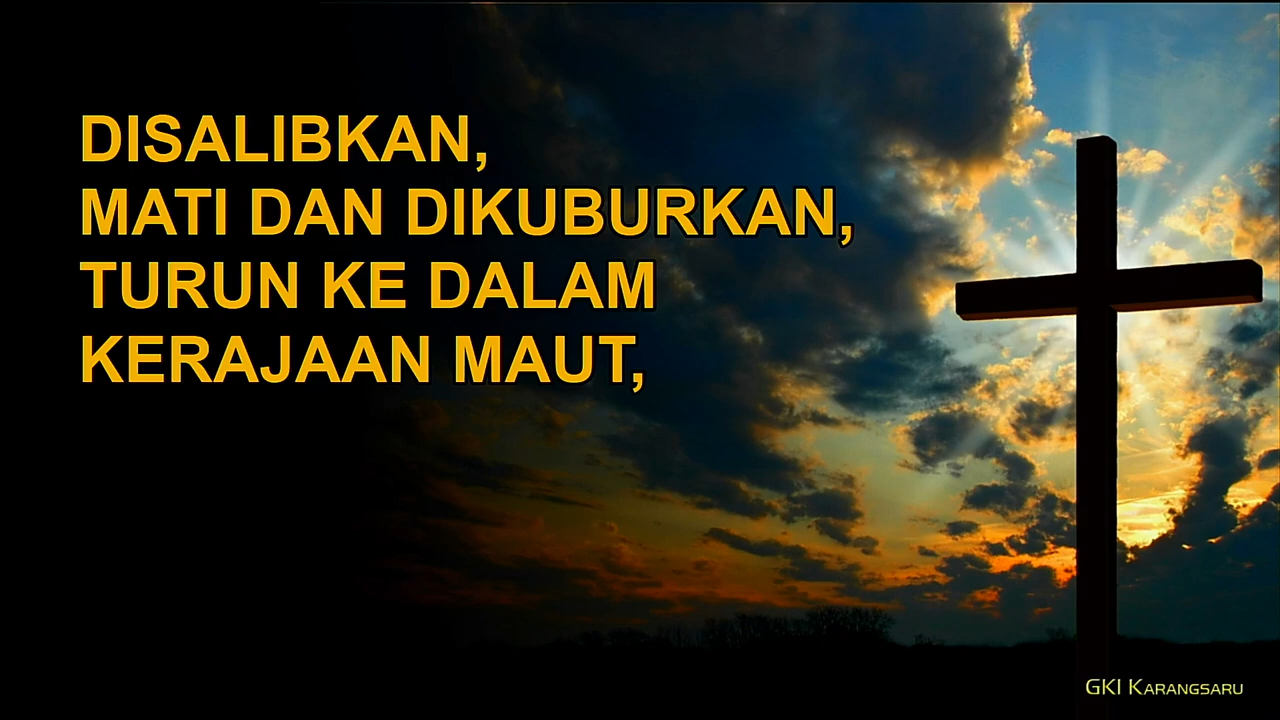 DISALIBKAN,
MATI DAN DIKUBURKAN,
TURUN KE DALAM
KERAJAAN MAUT,
GKI KARANGSARU